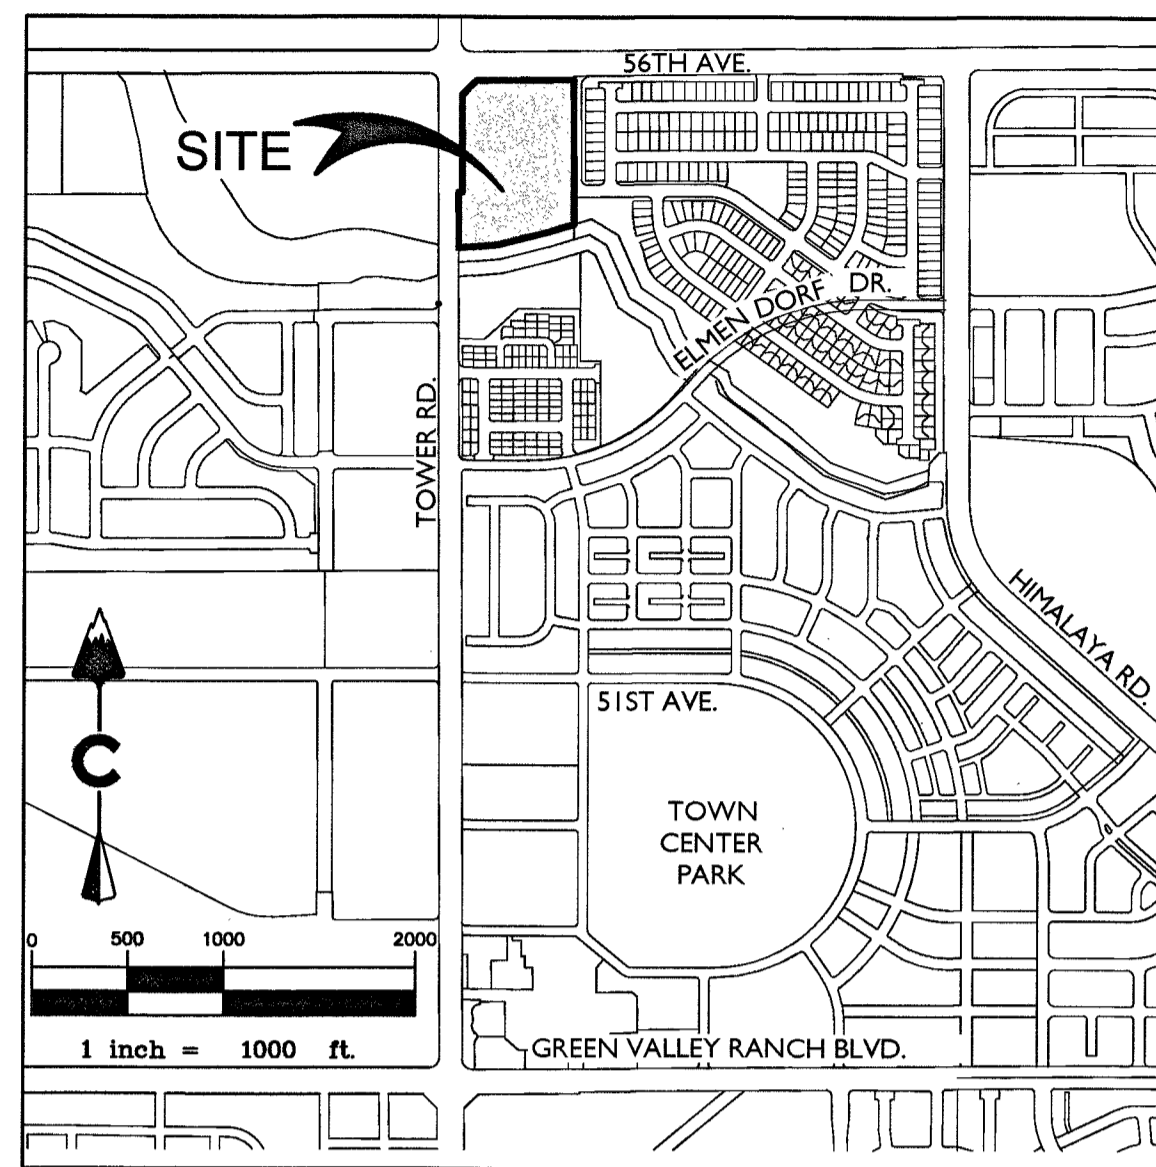 56TH AVE.
SITE
ELMEN DORF DR.
TOWER RD.
HIMALAYA RD.
51ST AVE.
C
TOWN
CENTER
PARK
0 500 1000 2000
1 inch = 1000 ft.
GREEN VALLEY RANCH BLVD.